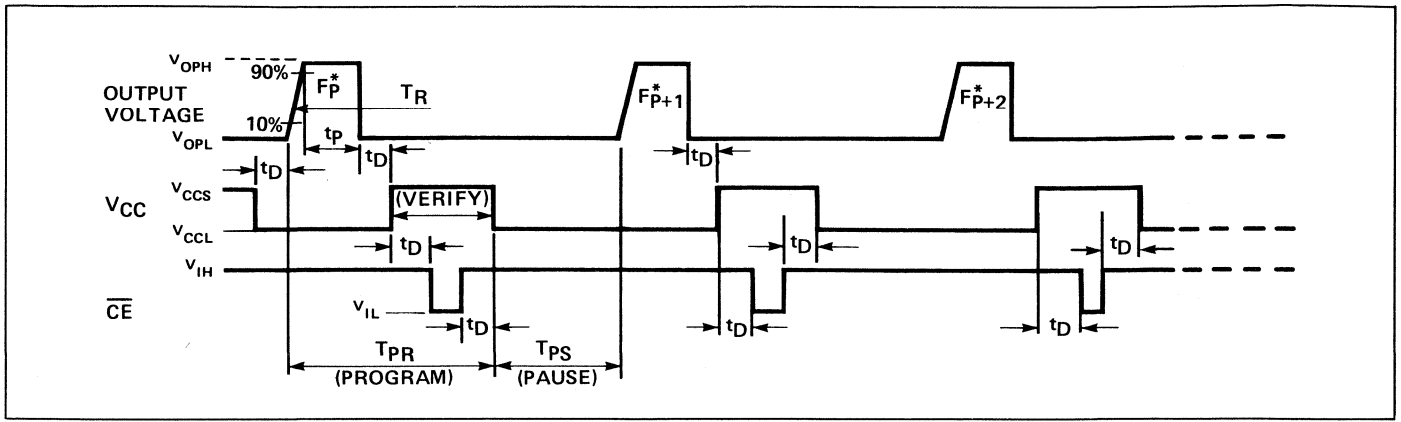 VOPH
90%
OUTPUT
VOLTAGE
10%
VOPL
F*P
TR
tP
tD
tD
F*P+1
tD
F*P+2
VCC
VCCS
VCCL
(VERIFY)
tD
tD
tD
VIH
CE
VIL
tD
tD
tD
TPR
(PROGRAM)
TPS
(PAUSE)